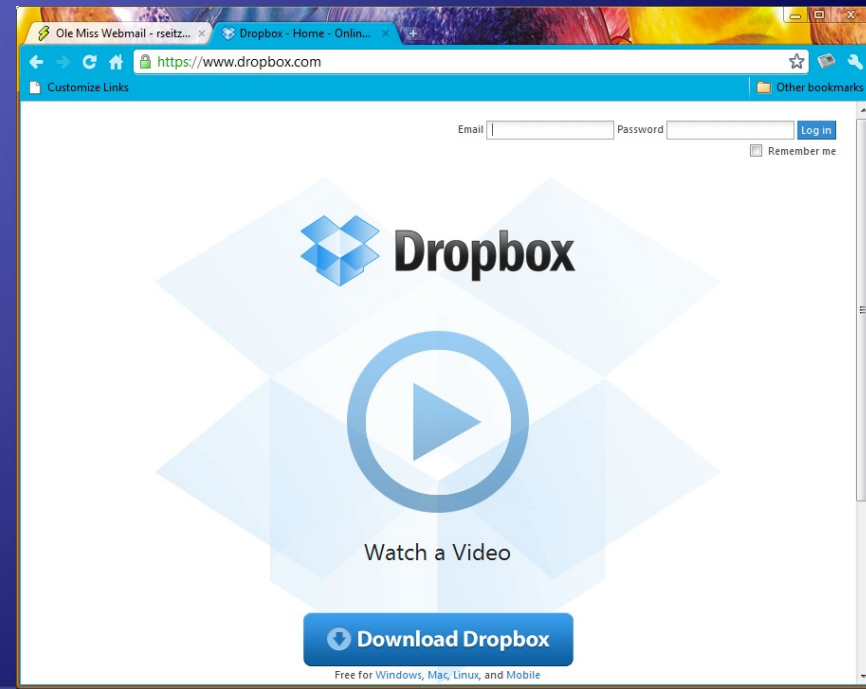 Ole Miss Webmail - rseitz...
Dropbox - Home - Onlin...
https://www.dropbox.com
Customize Links
Other bookmarks
Email
Password
Log in
Remember me
Dropbox
Watch a Video
Download Dropbox
Free for Windows, Mac, Linux, and Mobile